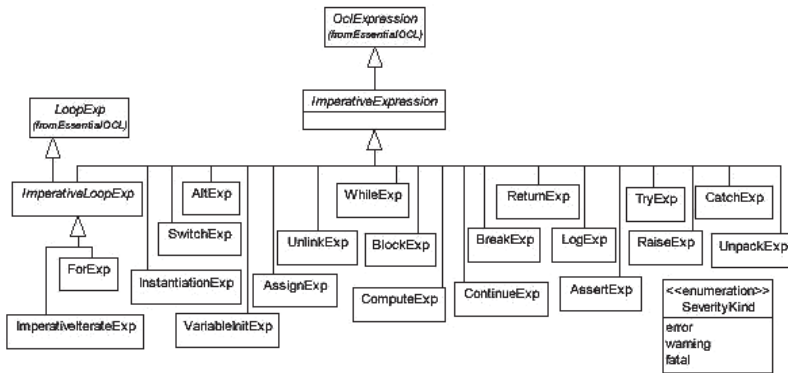 OclExpression
(fromEssentialOCL)
ImperativeExpression
LoopExp
(fromEssentialOCL)
ImperativeLoopExp
AltExp
WhileExp
ReturnExp
TryExp
CatchExp
SwitchExp
UnlinkExp
BlockExp
BreakExp
LogExp
RaiseExp
UnpackExp
ForExp
InstantiationExp
AssignExp
ComputeExp
ContinueExp
AssertExp
ImperativeIterateExp
VariableInitExp
<<enumeration>>
SeverityKind
error
warning
fatal